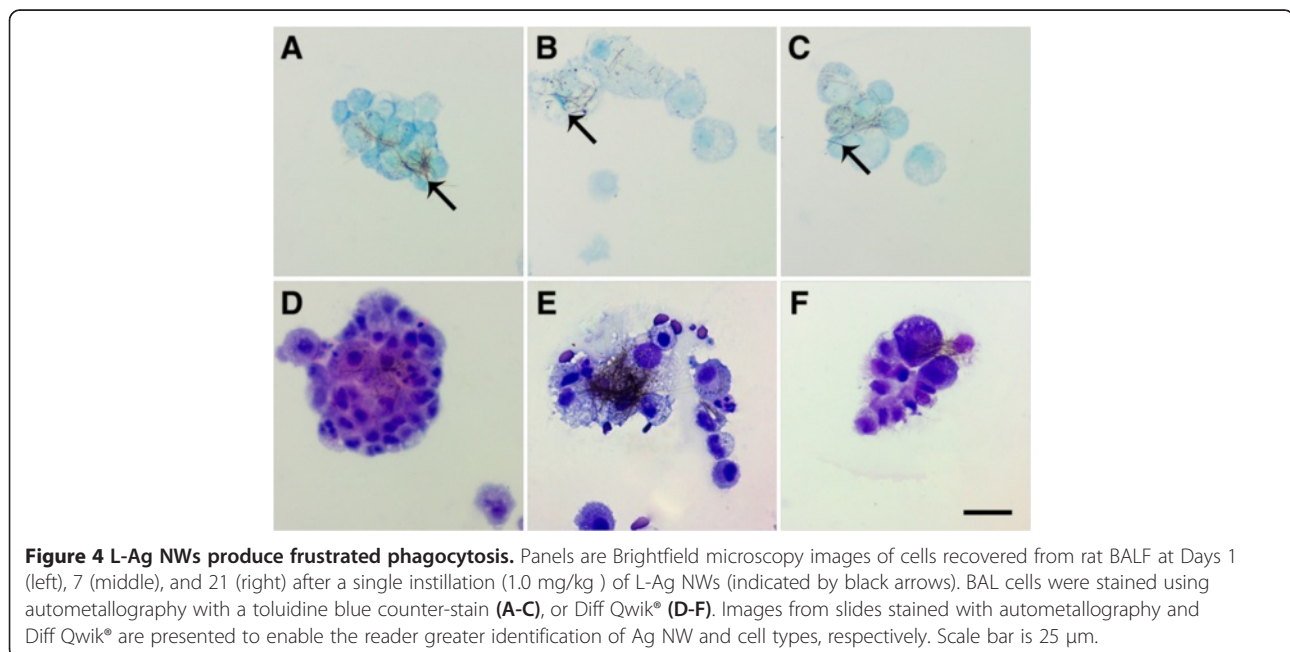 A
B
C
D
E
F
Figure 4 L-Ag NWs produce frustrated phagocytosis. Panels are Brightfield microscopy images of cells recovered from rat BALF at Days 1
(left), 7 (middle), and 21 (right) after a single instillation (1.0 mg/kg ) of L-Ag NWs (indicated by black arrows). BAL cells were stained using
autometallography with a toluidine blue counter-stain (A-C), or Diff Qwik® (D-F). Images from slides stained with autometallography and
Diff Qwik® are presented to enable the reader greater identification of Ag NW and cell types, respectively. Scale bar is 25 μm.